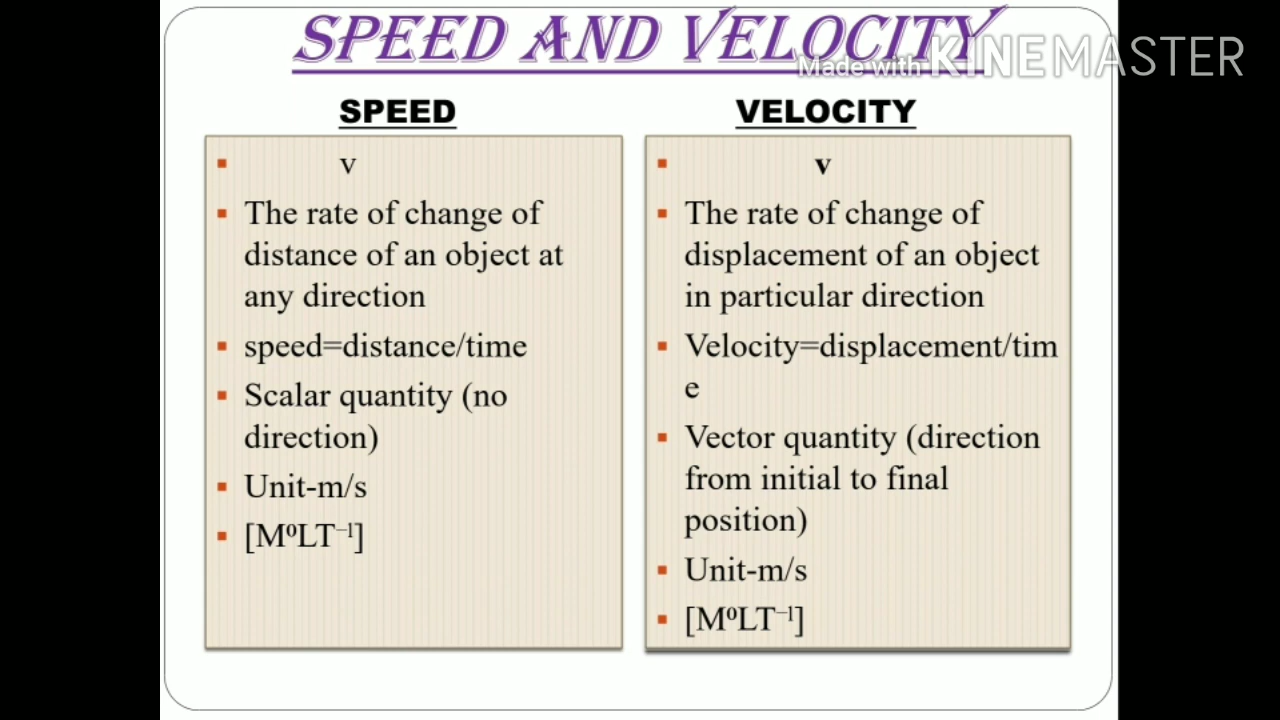 SPEED AND VELOCITY
Made with KINEMASTER
SPEED
v
The rate of change of
distance of an object at
any direction
speed=distance/time
Scalar quantity (no
direction)
Unit-m/s
[M⁰LT⁻¹]
VELOCITY
v
The rate of change of
displacement of an object
in particular direction
Velocity=displacement/tim
e
Vector quantity (direction
from initial to final
position)
Unit-m/s
[M⁰LT⁻¹]